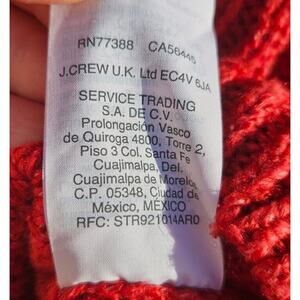 RN77388 CA56445
J.CREW U.K. Ltd EC4V 6JA
SERVICE TRADING
S.A. DE C.V.
Prolongación Vasco
de Quiroga 4800, Torre 2,
Piso 3 Col. Santa Fe
Cuajimalpa, Del.
Cuajimalpa de Morelos
C.P. 05348, Ciudad de
México, MÉXICO
RFC: STR921014AR0